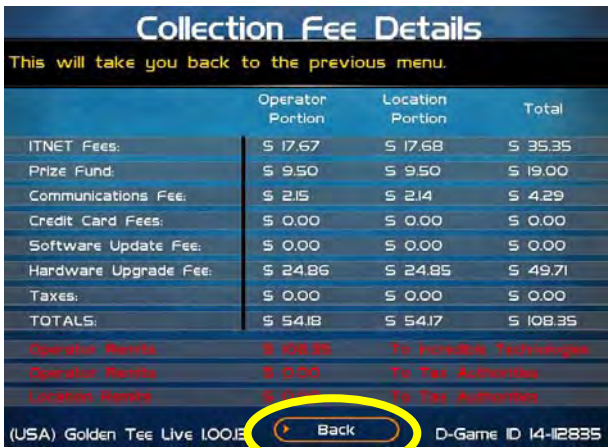 Collection Fee Details
This will take you back to the previous menu.
Operator Portion Location Portion Total
ITNET Fees: $ 17.67 $ 17.68 $ 35.35
Prize Fund: $ 9.50 $ 9.50 $ 19.00
Communications Fee: $ 2.15 $ 2.14 $ 4.29
Credit Card Fees: $ 0.00 $ 0.00 $ 0.00
Software Update Fee: $ 0.00 $ 0.00 $ 0.00
Hardware Upgrade Fee: $ 24.86 $ 24.85 $ 49.71
Taxes: $ 0.00 $ 0.00 $ 0.00
TOTALS: $ 54.18 $ 54.17 $ 108.35
Operator Remits $ 108.35 To Incredible Technologies
Operator Remits $ 0.00 To Tax Authorities
Location Remits To Tax Authorities
(USA) Golden Tee Live 1.00.13 Back D-Game ID 14-112835